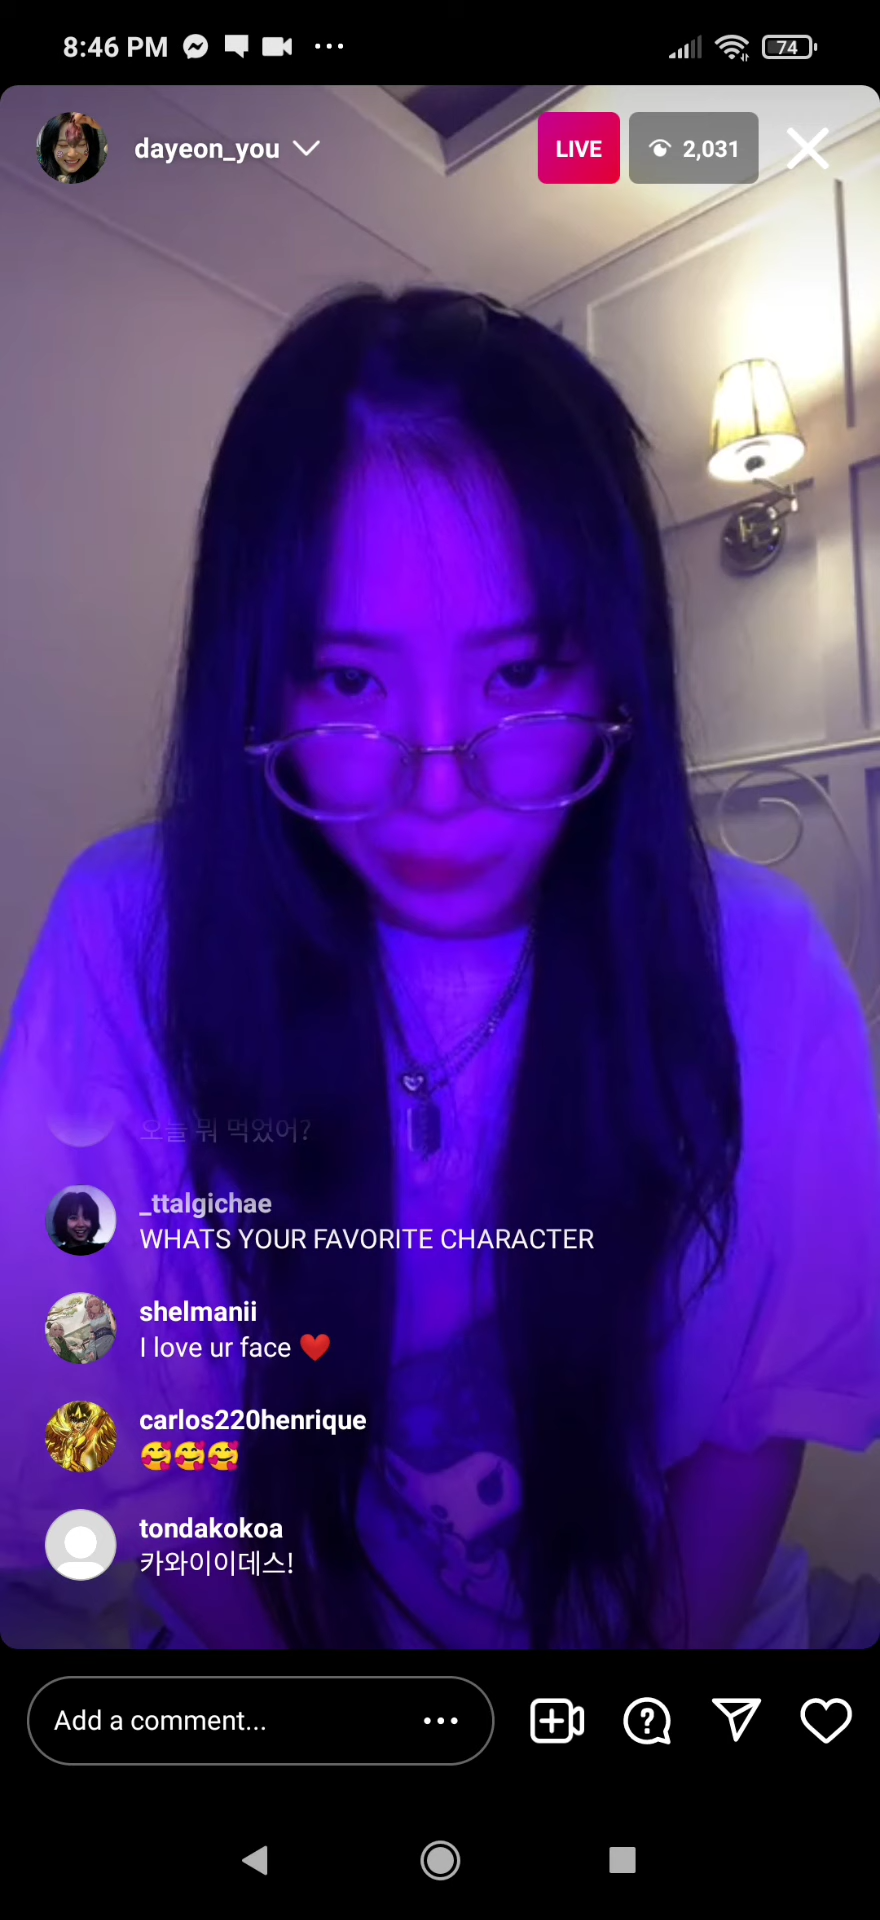 8:46 PM
74
dayeon_you
LIVE
2,031
오늘 뭐 먹었어?
_ttalgichae
WHATS YOUR FAVORITE CHARACTER
shelmanii
I love ur face ❤️
carlos220henrique
🥰🥰🥰
tondakokoa
카와이이데스!
Add a comment...